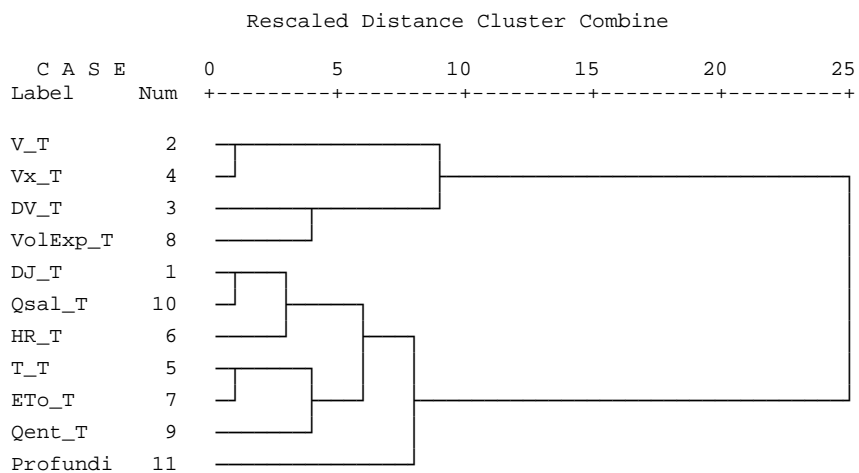 Rescaled Distance Cluster Combine
C A S E 0 5 10 15 20 25
Label Num +---------+---------+---------+---------+---------+
V_T 2
Vx_T 4
DV_T 3
VolExp_T 8
DJ_T 1
Qsal_T 10
HR_T 6
T_T 5
ETo_T 7
Qent_T 9
Profundi 11